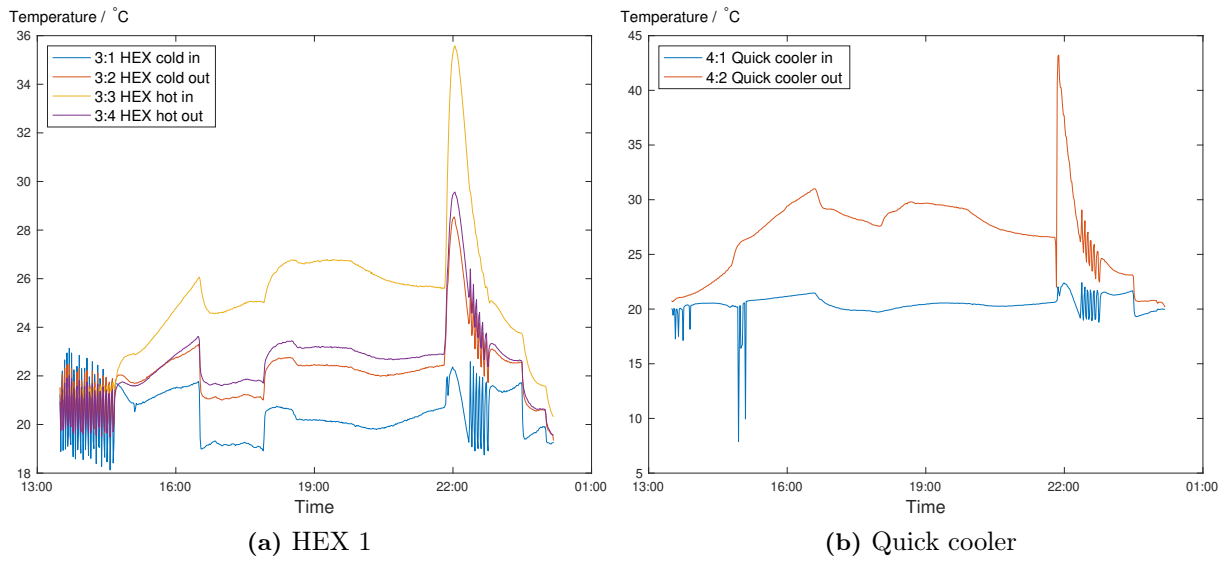 Temperature / °C
3:1 HEX cold in
3:2 HEX cold out
3:3 HEX hot in
3:4 HEX hot out
36
34
32
30
28
26
24
22
20
18
13:00 16:00 19:00 22:00 01:00
Time
(a) HEX 1
Temperature / °C
4:1 Quick cooler in
4:2 Quick cooler out
45
40
35
30
25
20
15
10
5
13:00 16:00 19:00 22:00 01:00
Time
(b) Quick cooler